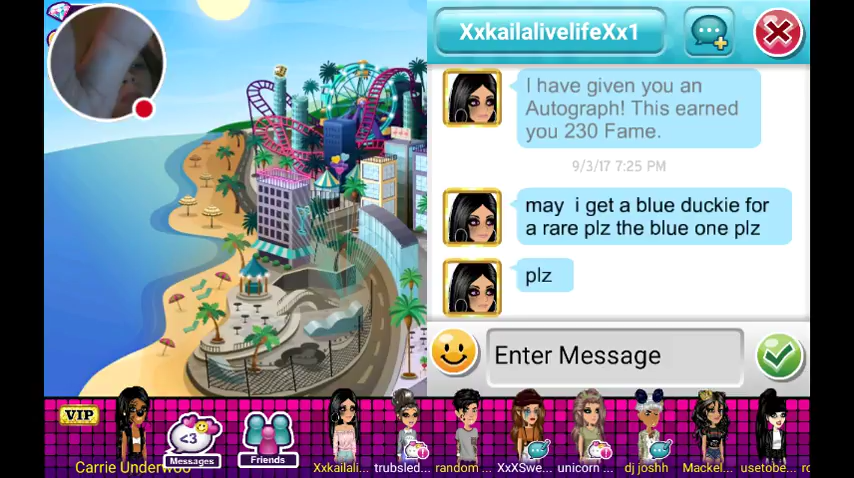 XxkailalivelifeXx1
I have given you an
Autograph! This earned
you 230 Fame.
9/3/17 7:25 PM
may i get a blue duckie for
a rare plz the blue one plz
plz
Enter Message
VIP
<3
Messages
Friends
Carrie Underwoo
Xxkailali...
trubsled...
random ...
XxXSwe...
unicorn ...
dj joshh
Mackel...
usetobe...